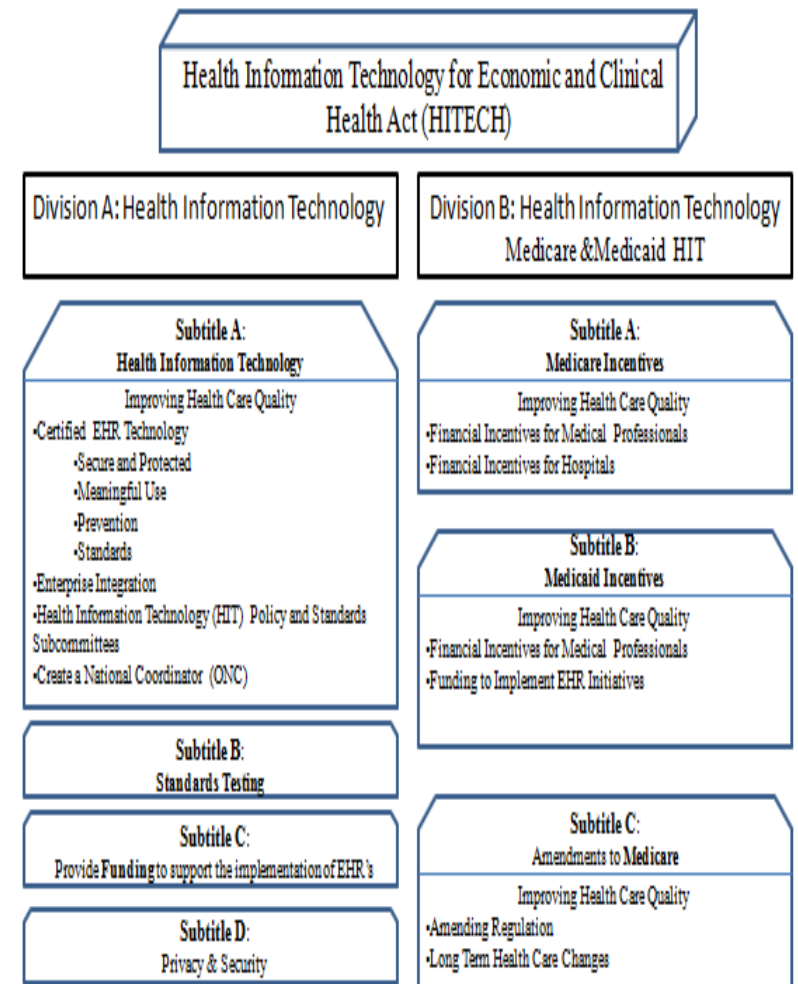 Health Information Technology for Economic and Clinical
Health Act (HITECH)
Division A: Health Information Technology
Subtitle A:
Health Information Technology
Improving Health Care Quality
•Certified EHR Technology
•Secure and Protected
•Meaningful Use
•Prevention
•Standards
•Enterprise Integration
•Health Information Technology (HIT) Policy and Standards
Subcommittees
•Create a National Coordinator (ONC)
Subtitle B:
Standards Testing
Subtitle C:
Provide Funding to support the implementation of EHR's
Subtitle D:
Privacy & Security
Division B: Health Information Technology
Medicare &Medicaid HIT
Subtitle A:
Medicare Incentives
Improving Health Care Quality
•Financial Incentives for Medical Professionals
•Financial Incentives for Hospitals
Subtitle B:
Medicaid Incentives
Improving Health Care Quality
•Financial Incentives for Medical Professionals
•Funding to Implement EHR Initiatives
Subtitle C:
Amendments to Medicare
Improving Health Care Quality
•Amending Regulation
•Long Term Health Care Changes